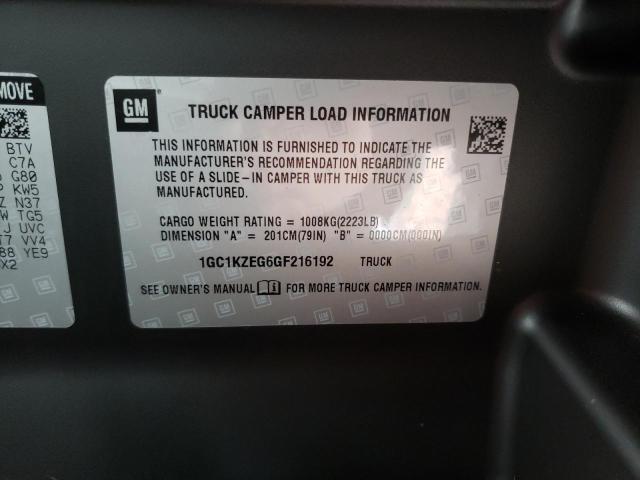 MOVE
BTV
C7A
G80
KW5
N37
TG5
UVC
VV4
YE9
GM
TRUCK CAMPER LOAD INFORMATION
THIS INFORMATION IS FURNISHED TO INDICATE THE
MANUFACTURER'S RECOMMENDATION REGARDING THE
USE OF A SLIDE-IN CAMPER WITH THIS TRUCK AS
MANUFACTURED.
CARGO WEIGHT RATING = 1008KG(2223LB)
DIMENSION "A" = 201CM(79IN) "B" = 0000CM(000IN)
1GC1KZEG6GF216192 TRUCK
SEE OWNER'S MANUAL FOR MORE TRUCK CAMPER INFORMATION.